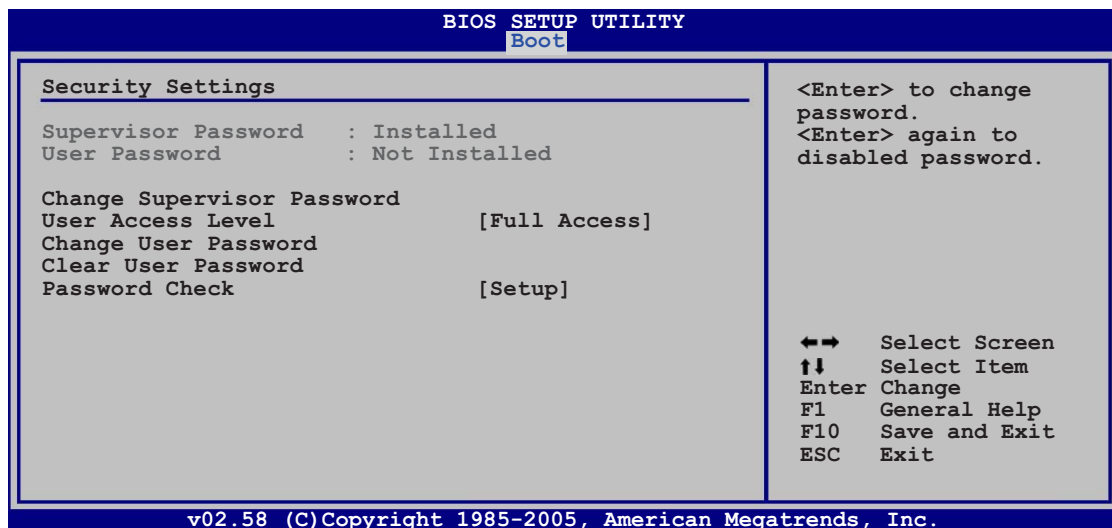 BIOS SETUP UTILITY
Boot
Security Settings
Supervisor Password : Installed
User Password : Not Installed
Change Supervisor Password
User Access Level [Full Access]
Change User Password
Clear User Password
Password Check [Setup]
<Enter> to change
password.
<Enter> again to
disabled password.
←→ Select Screen
↑↓ Select Item
Enter Change
F1 General Help
F10 Save and Exit
ESC Exit
v02.58 (C)Copyright 1985-2005, American Megatrends, Inc.